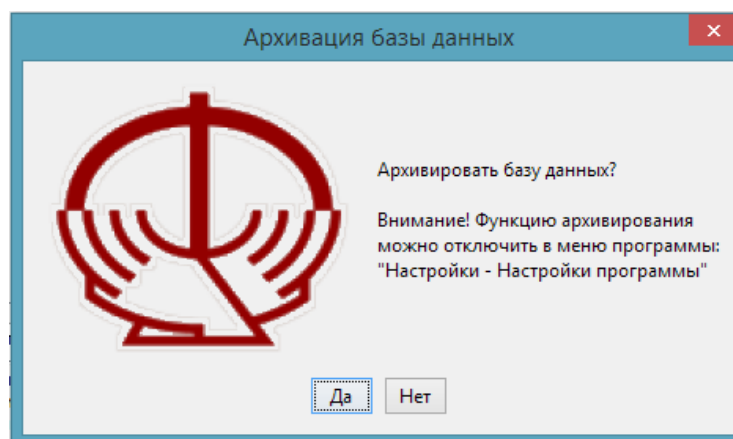 Архивация базы данных
Архивировать базу данных?
Внимание! Функцию архивирования
можно отключить в меню программы:
"Настройки - Настройки программы"
Да
Нет